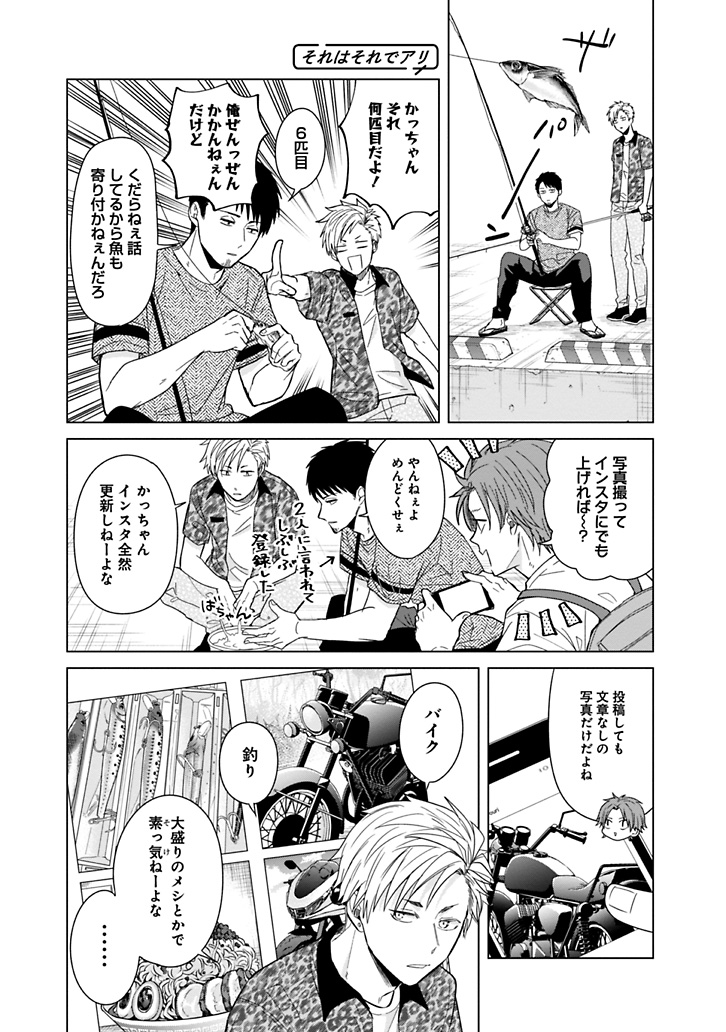 それはそれでアリ
ザバッ
かっちゃん
それ
何匹目だよ！
6匹目
俺ぜんっぜん
かかんねぇん
だけど
くだらねぇ話
してるから魚も
寄り付かねぇんだろ
写真撮って
インスタにでも
上げれば〜？
やんねぇよ
めんどくせぇ
2人に言われて
しぶしぶ
登録した
ばちゃん
かっちゃん
インスタ全然
更新しねーよな
投稿しても
文章なしの
写真だけだよね
バイク
釣り
大盛りのメシとかで
素っ気ねーよな
そ
け
……